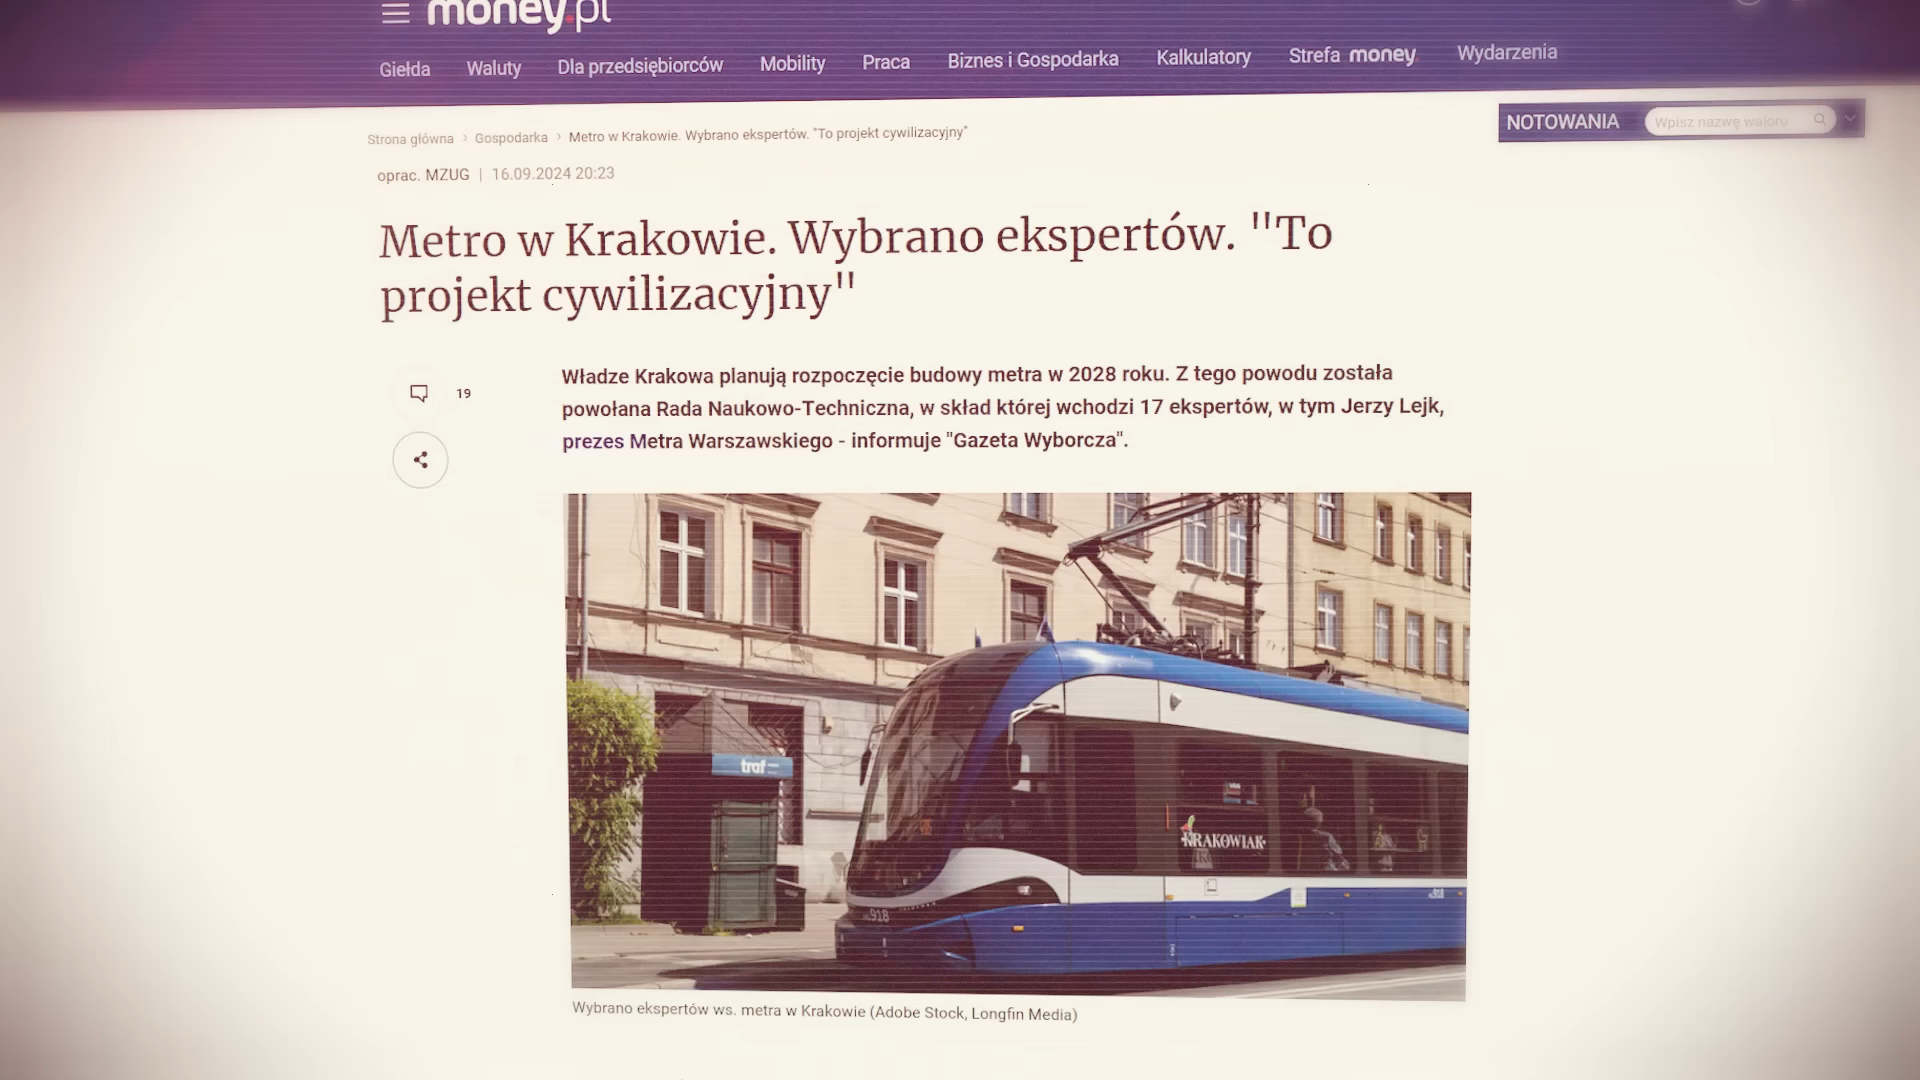 money.pl
Giełda Waluty Dla przedsiębiorców Mobility Praca Biznes i Gospodarka Kalkulatory Strefa money Wydarzenia
NOTOWANIA Wpisz nazwę waloru
Strona główna › Gospodarka › Metro w Krakowie. Wybrano ekspertów. "To projekt cywilizacyjny"
oprac. MZUG | 16.09.2024 20:23
Metro w Krakowie. Wybrano ekspertów. "To
projekt cywilizacyjny"
19
Władze Krakowa planują rozpoczęcie budowy metra w 2028 roku. Z tego powodu została
powołana Rada Naukowo-Techniczna, w skład której wchodzi 17 ekspertów, w tym Jerzy Lejk,
prezes Metra Warszawskiego - informuje "Gazeta Wyborcza".
traf
KRAKOWIAK
918
918
Wybrano ekspertów ws. metra w Krakowie (Adobe Stock, Longfin Media)